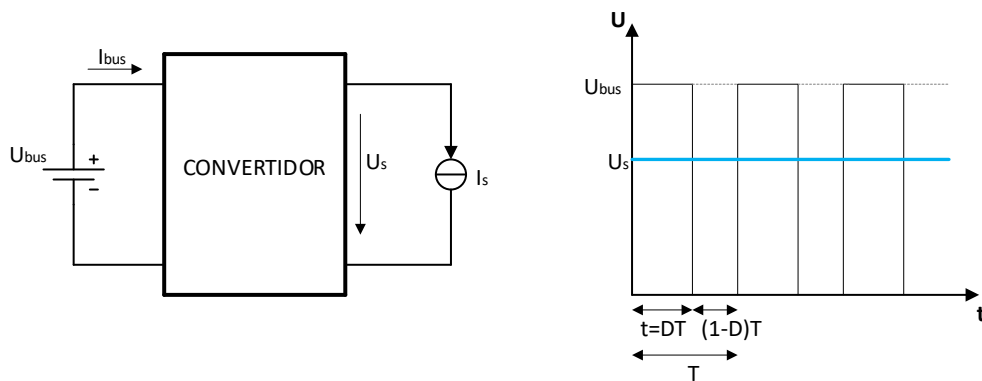 Ibus
Ubus
+
-
CONVERTIDOR
Us
Is
U
Ubus
Us
t
t=DT
(1-D)T
T